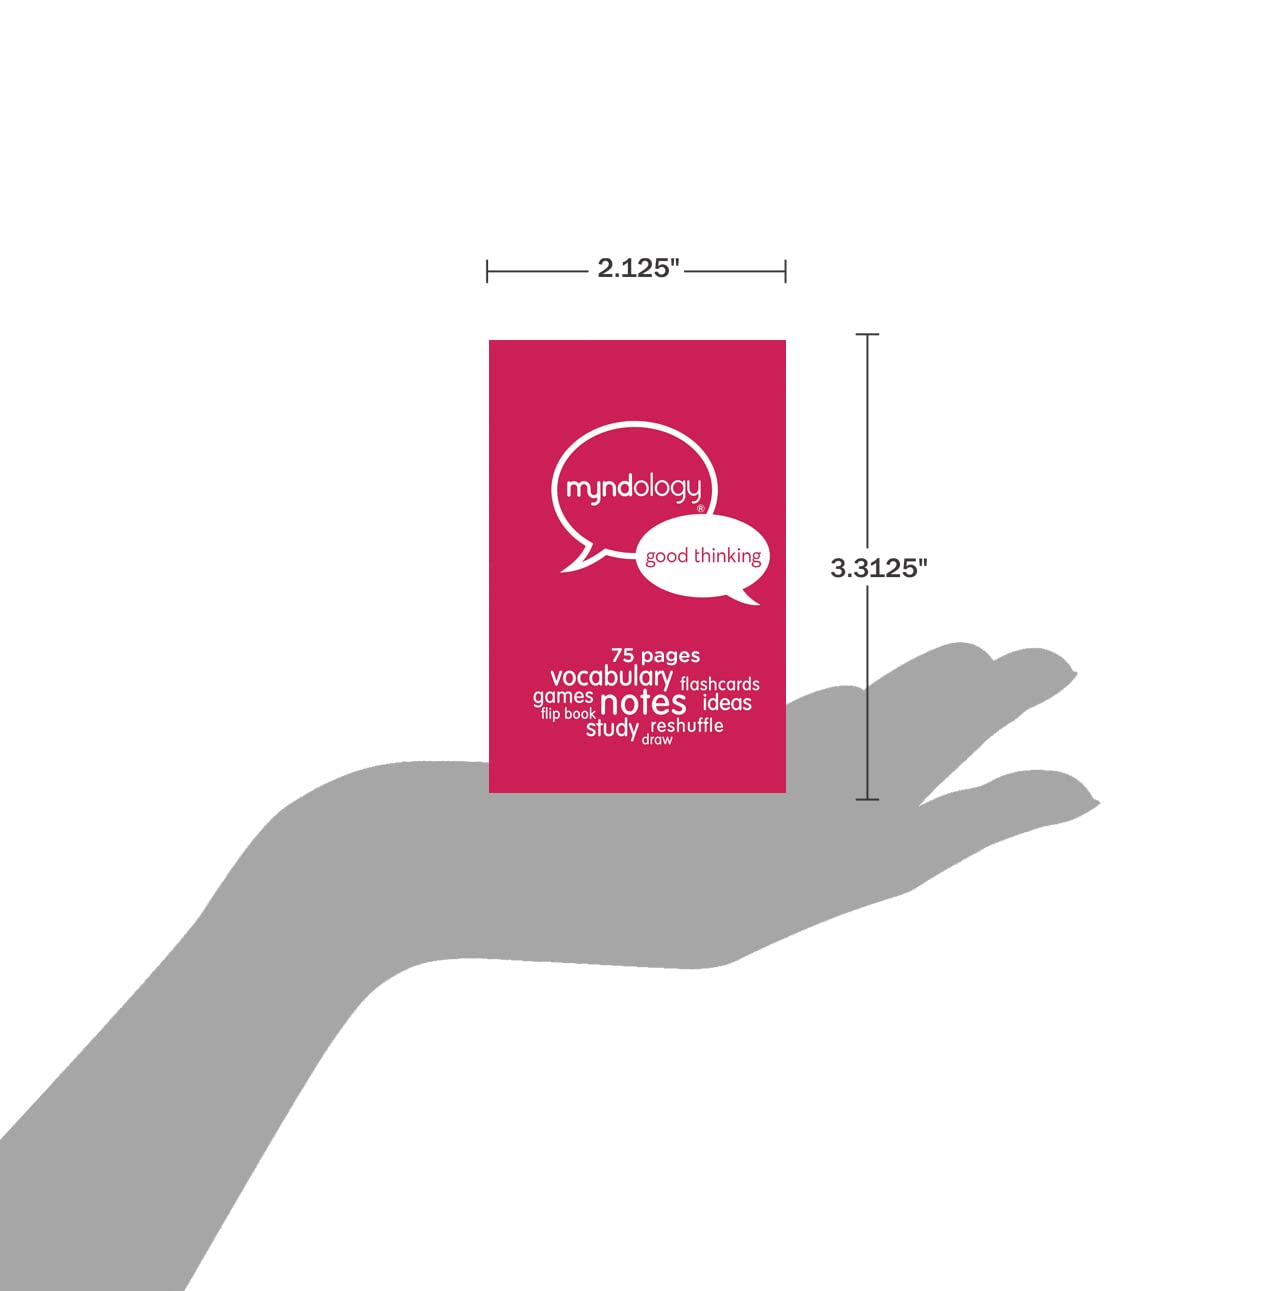 2.125"
myndology®
good thinking
3.3125"
75 pages
vocabulary flashcards
games notes ideas
flip book
study reshuffle
draw